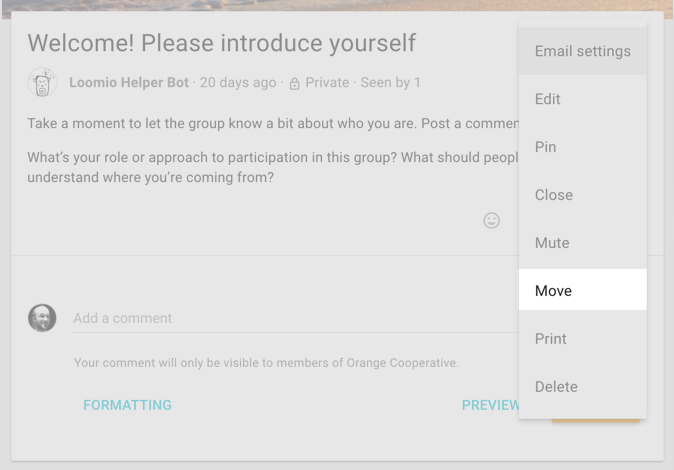 Welcome! Please introduce yourself
Loomio Helper Bot · 20 days ago · Private · Seen by 1
Take a moment to let the group know a bit about who you are. Post a commen
What’s your role or approach to participation in this group? What should peopl
understand where you’re coming from?
Add a comment
Your comment will only be visible to members of Orange Cooperative.
FORMATTING
PREVIEW
Email settings
Edit
Pin
Close
Mute
Move
Print
Delete